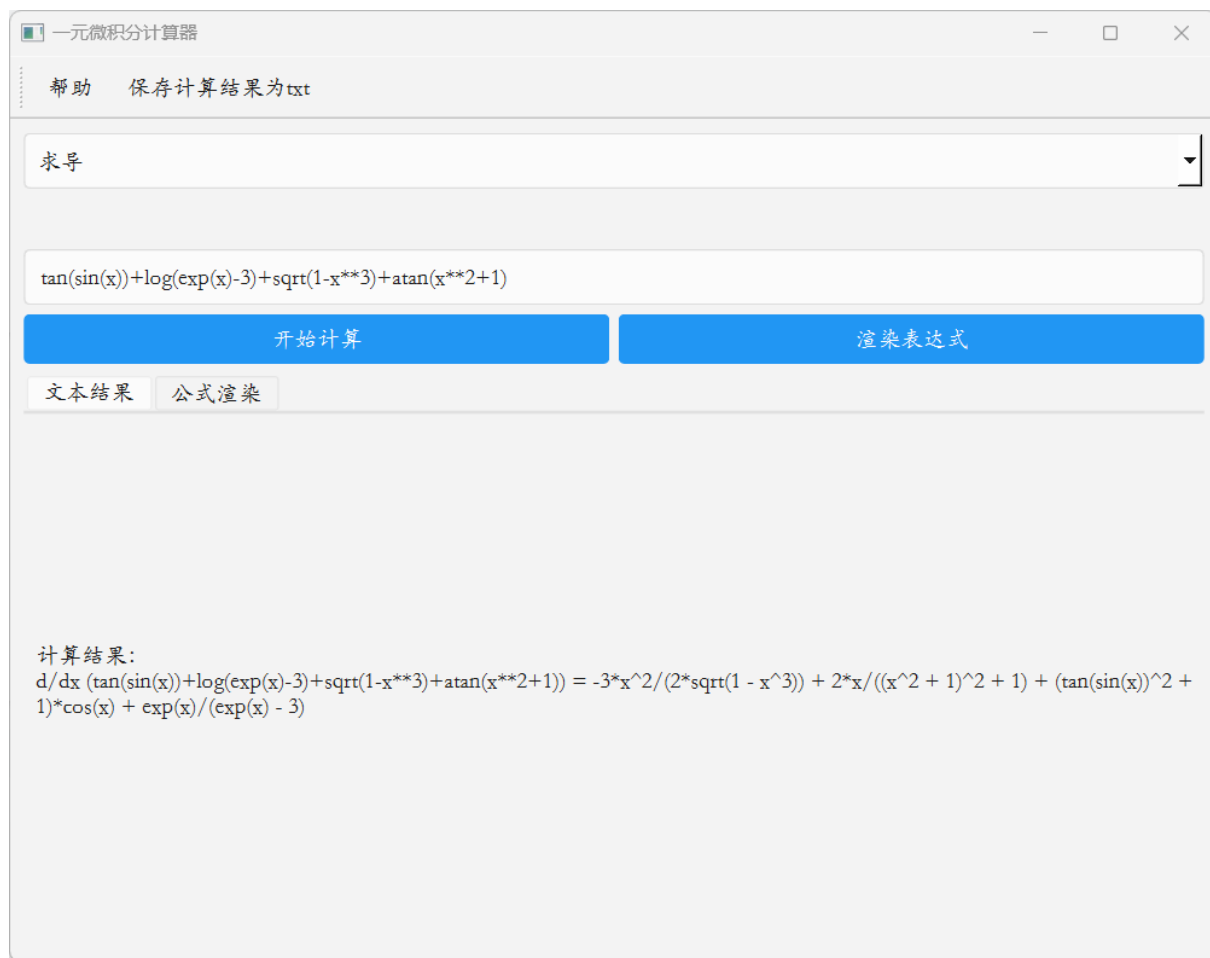 一元微积分计算器
帮助 保存计算结果为txt
求导
tan(sin(x))+log(exp(x)-3)+sqrt(1-x**3)+atan(x**2+1)
开始计算 渲染表达式
文本结果 公式渲染
计算结果:
d/dx (tan(sin(x))+log(exp(x)-3)+sqrt(1-x**3)+atan(x**2+1)) = -3*x^2/(2*sqrt(1 - x^3)) + 2*x/((x^2 + 1)^2 + 1) + (tan(sin(x))^2 +
1)*cos(x) + exp(x)/(exp(x) - 3)